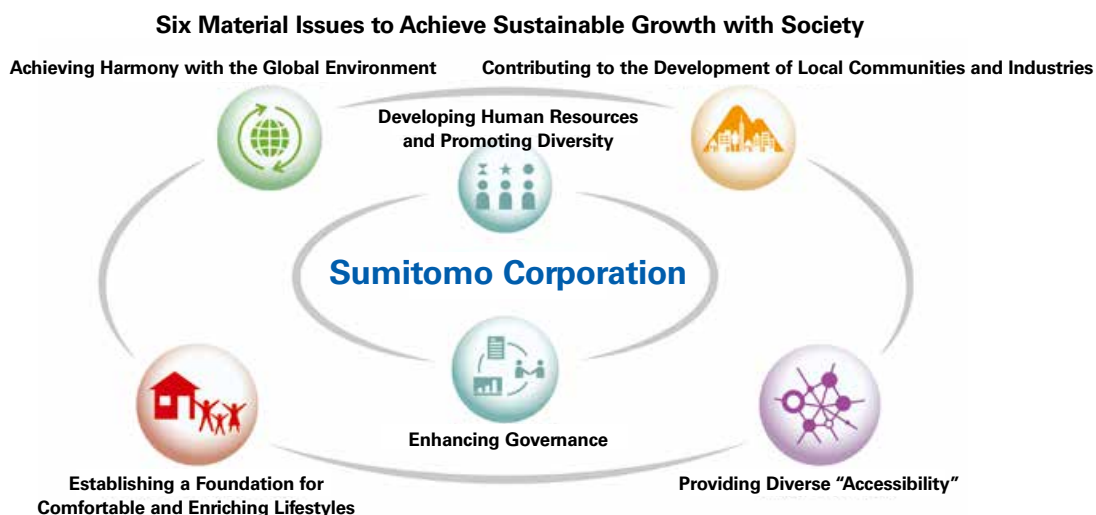 Six Material Issues to Achieve Sustainable Growth with Society
Achieving Harmony with the Global Environment
Contributing to the Development of Local Communities and Industries
Developing Human Resources
and Promoting Diversity
Sumitomo Corporation
Enhancing Governance
Establishing a Foundation for
Comfortable and Enriching Lifestyles
Providing Diverse “Accessibility”